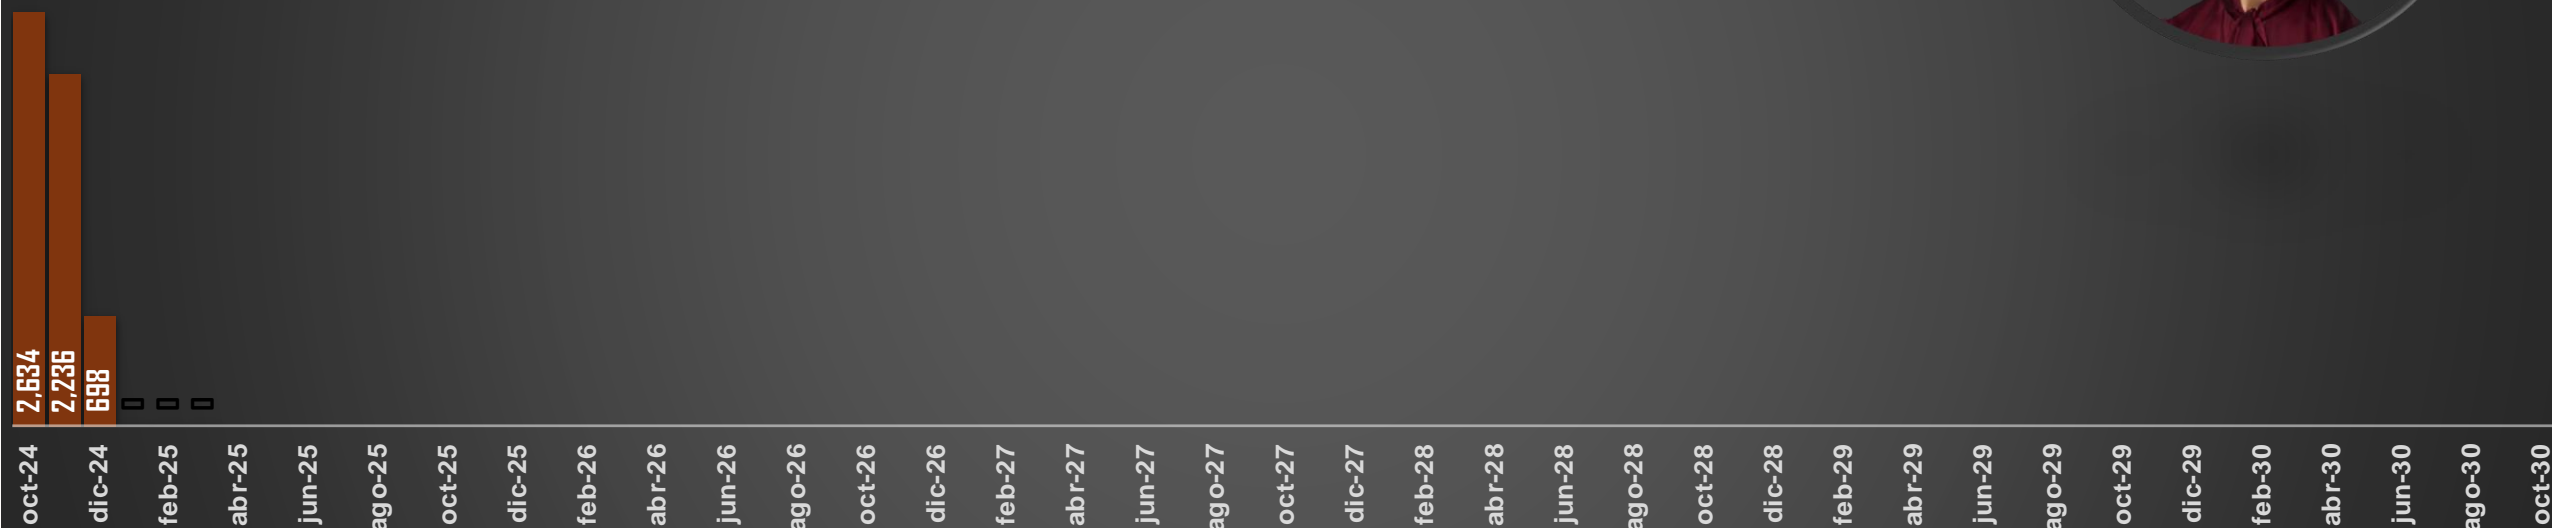 2,634
2,236
698
0
0
0
oct-24
dic-24
feb-25
abr-25
jun-25
ago-25
oct-25
dic-25
feb-26
abr-26
jun-26
ago-26
oct-26
dic-26
feb-27
abr-27
jun-27
ago-27
oct-27
dic-27
feb-28
abr-28
jun-28
ago-28
oct-28
dic-28
feb-29
abr-29
jun-29
ago-29
oct-29
dic-29
feb-30
abr-30
jun-30
ago-30
oct-30